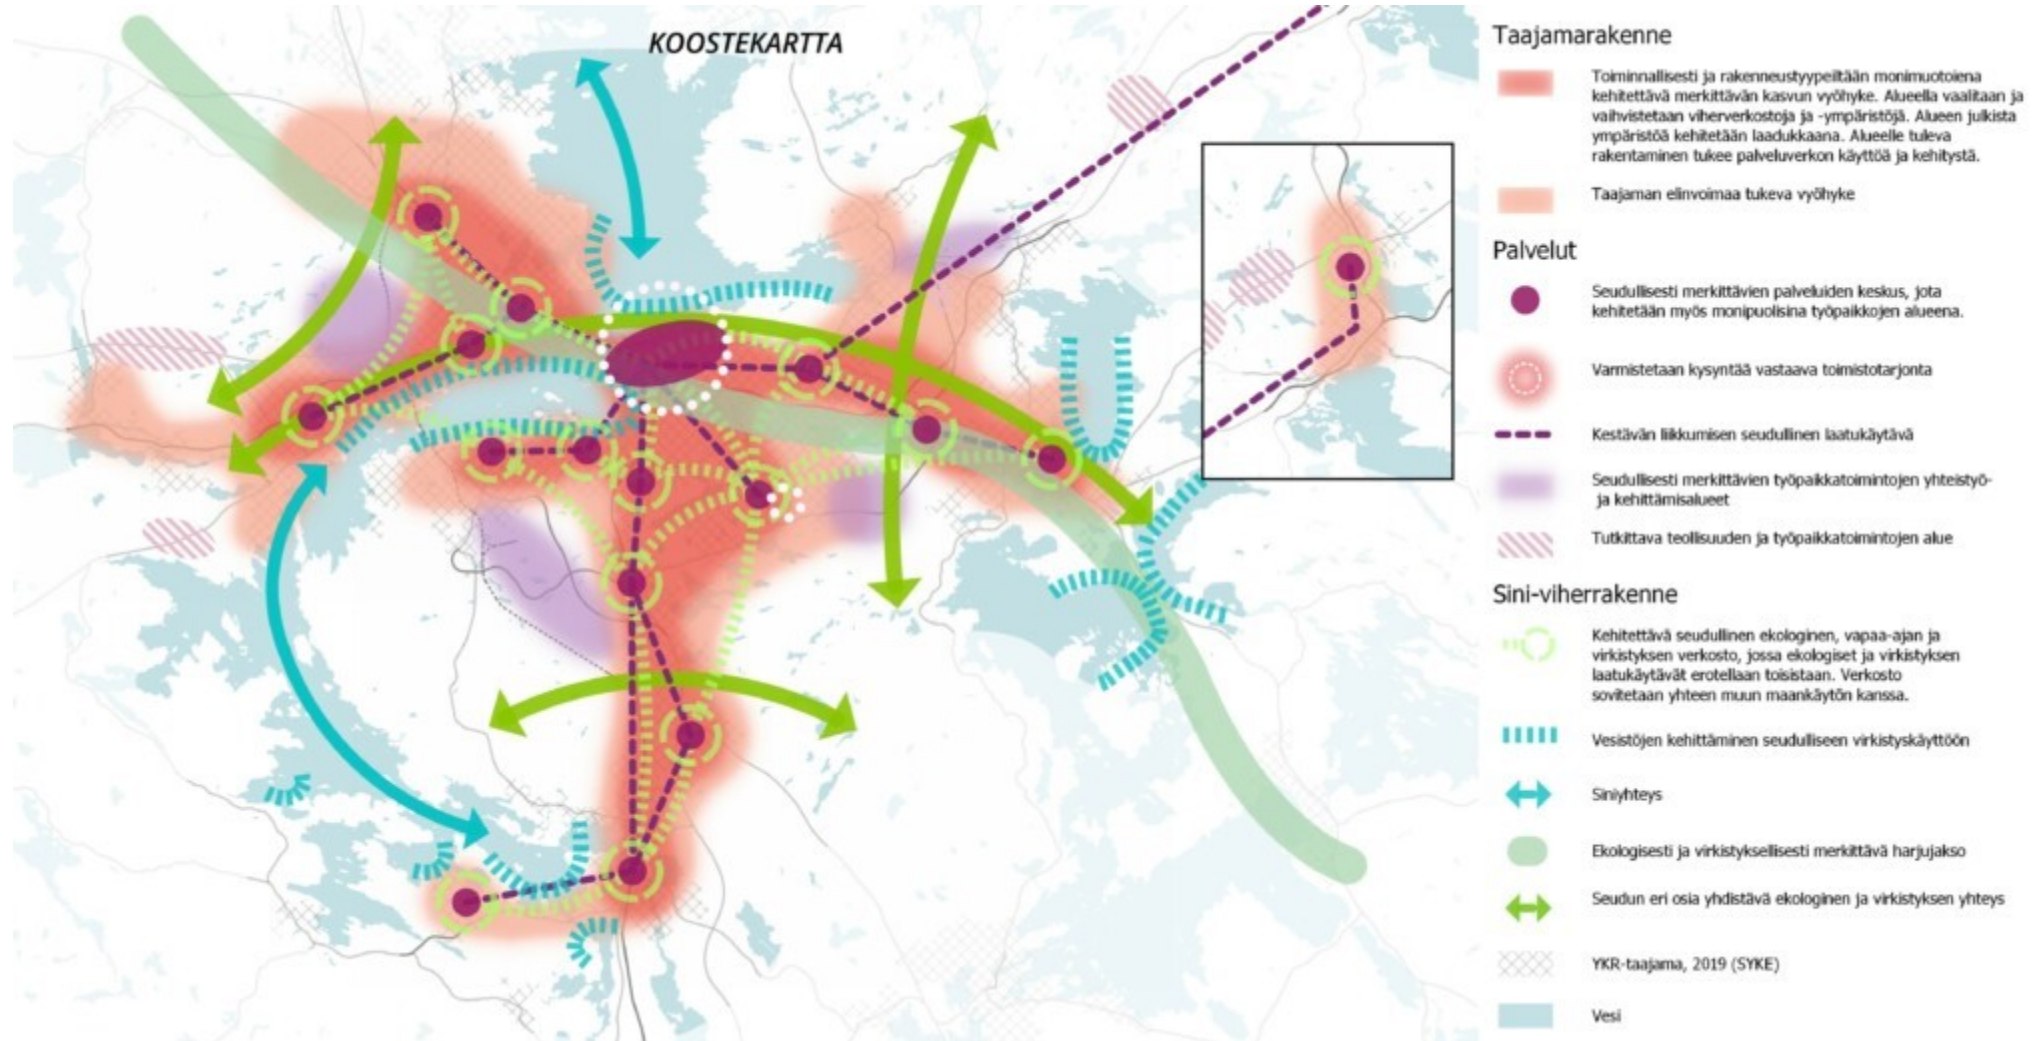 KOOSTEKARTTA
Taajamarakenne
Toiminnallisesti ja rakenneustyypeiltään monimuotoiena
kehitettävä merkittävän kasvun vyöhyke. Alueella vaalitaan ja
vaihvistetaan viherverkostoja ja -ympäristöjä. Alueen julkista
ympäristöä kehitetään laadukkaana. Alueelle tuleva
rakentaminen tukee palveluverkon käyttöä ja kehitystä.
Taajaman elinvoimaa tukeva vyöhyke
Palvelut
Seudullisesti merkittävien palveluiden keskus, jota
kehitetään myös monipuolisina työpaikkojen alueena.
Varmistetaan kysyntää vastaava toimistotarjonta
Kestävän liikkumisen seudullinen laatukäytävä
Seudullisesti merkittävien työpaikkatoimintojen yhteistyö-
ja kehittämisalueet
Tutkittava teollisuuden ja työpaikkatoimintojen alue
Sini-viherrakenne
Kehitettävä seudullinen ekologinen, vapaa-ajan ja
virkistyksen verkosto, jossa ekologiset ja virkistyksen
laatukäytävät erotellaan toisistaan. Verkosto
sovitetaan yhteen muun maankäytön kanssa.
Vesistöjen kehittäminen seudulliseen virkistyskäyttöön
Siniyhteys
Ekologisesti ja virkistyksellisesti merkittävä harjujakso
Seudun eri osia yhdistävä ekologinen ja virkistyksen yhteys
YKR-taajama, 2019 (SYKE)
Vesi